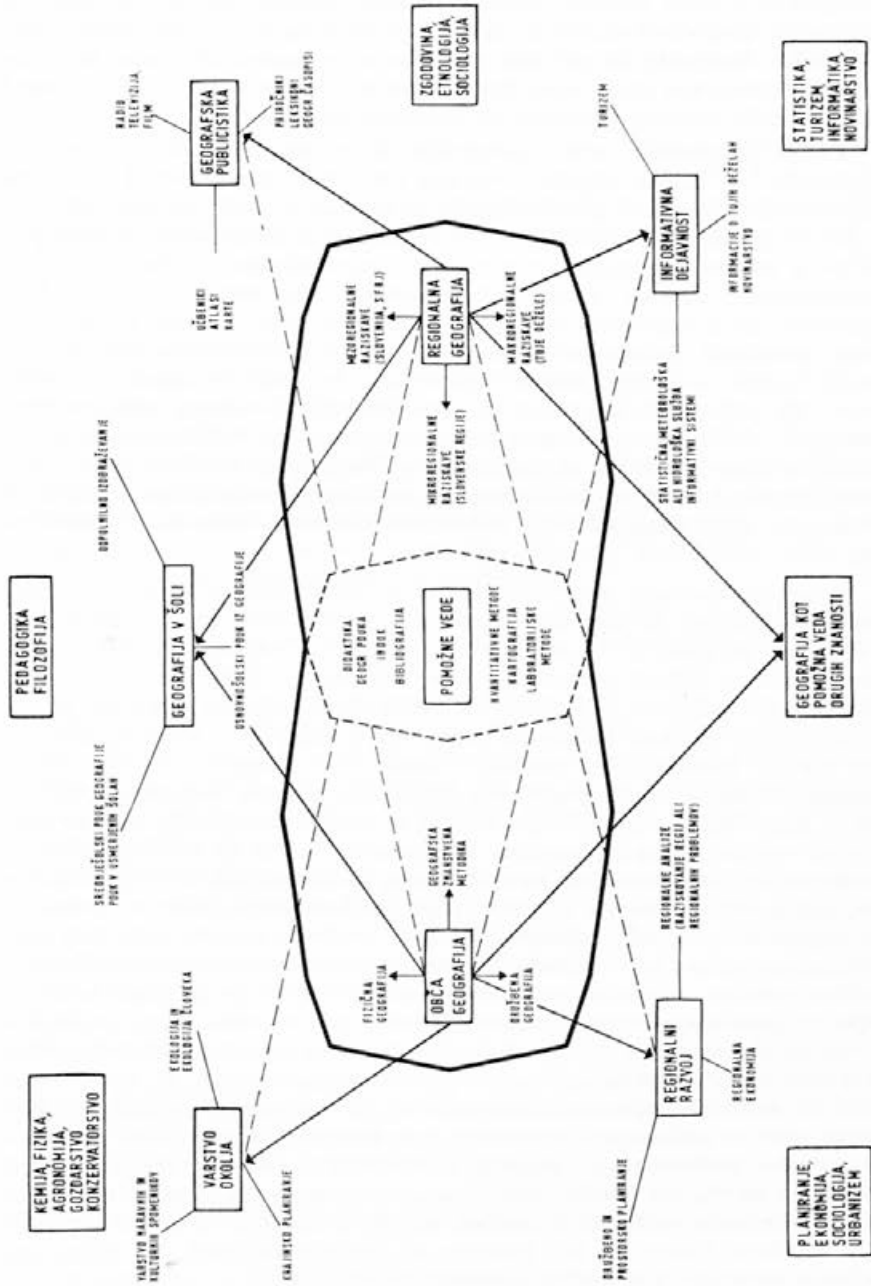 PEDAGOGIKA
FILOZOFIJA
KEMIJA, FIZIKA,
AGRONOMIJA,
GOZDARSTVO
KONZERVATORSTVO
SREDNJEŠOLSKI POUK GEOGRAFIJE
POUK V USMERJENIH ŠOLAH
DOPOLNILNO IZOBRAŽEVANJE
RADIO
TELEVIZIJA,
FILM
VARSTVO NARAVNIH IN
KULTURNIH SPOMENIKOV
EKOLOGIJA IN
EKOLOGIJA ČLOVEKA
GEOGRAFIJA V ŠOLI
UČBENIKI
ATLASI
KARTE
GEOGRAFSKA
PUBLICISTIKA
VARSTVO
OKOLJA
OSNOVNOŠOLSKI POUK IZ GEOGRAFIJE
PRIROČNIKI
LEKSIKONI
GEOGR ČASOPISI
KRAJINSKO PLANIRANJE
ZGODOVINA,
ETNOLOGIJA,
SOCIOLOGIJA
FIZIČNA
GEOGRAFIJA
DIDAKTIKA
GEOGR POUKA
INDOK
BIBLIOGRAFIJA
MEZOREGIONALNE
RAZISKAVE
(SLOVENIJA, SFRJ)
OBČA
GEOGRAFIJA
GEOGRAFSKA
ZNANSTVENA
METODIKA
POMOŽNE VEDE
MIKROREGIONALNE
RAZISKAVE
(SLOVENSKE REGIJE)
REGIONALNA
GEOGRAFIJA
DRUŽBENA
GEOGRAFIJA
KVANTITATIVNE METODE
KARTOGRAFIJA
LABORATORIJSKE
METODE
MAKROREGIONALNE
RAZISKAVE
(TUJE DEŽELE)
TURIZEM
REGIONALNE ANALIZE
(RAZISKOVANJE REGIJ ALI
REGIONALNIH PROBLEMOV)
STATISTIČNA, METEOROLOŠKA
ALI HIDROLOŠKA SLUŽBA
INFORMATIVNI SISTEMI
INFORMATIVNA
DEJAVNOST
REGIONALNI
RAZVOJ
DRUŽBENO IN
PROSTORSKO PLANIRANJE
REGIONALNA
EKONOMIJA
INFORMACIJE O TUJIH DEŽELAH
NOVINARSTVO
PLANIRANJE,
EKONOMIJA,
SOCIOLOGIJA,
URBANIZEM
GEOGRAFIJA KOT
POMOŽNA VEDA
DRUGIH ZNANOSTI
STATISTIKA,
TURIZEM,
INFORMATIKA,
NOVINARSTVO